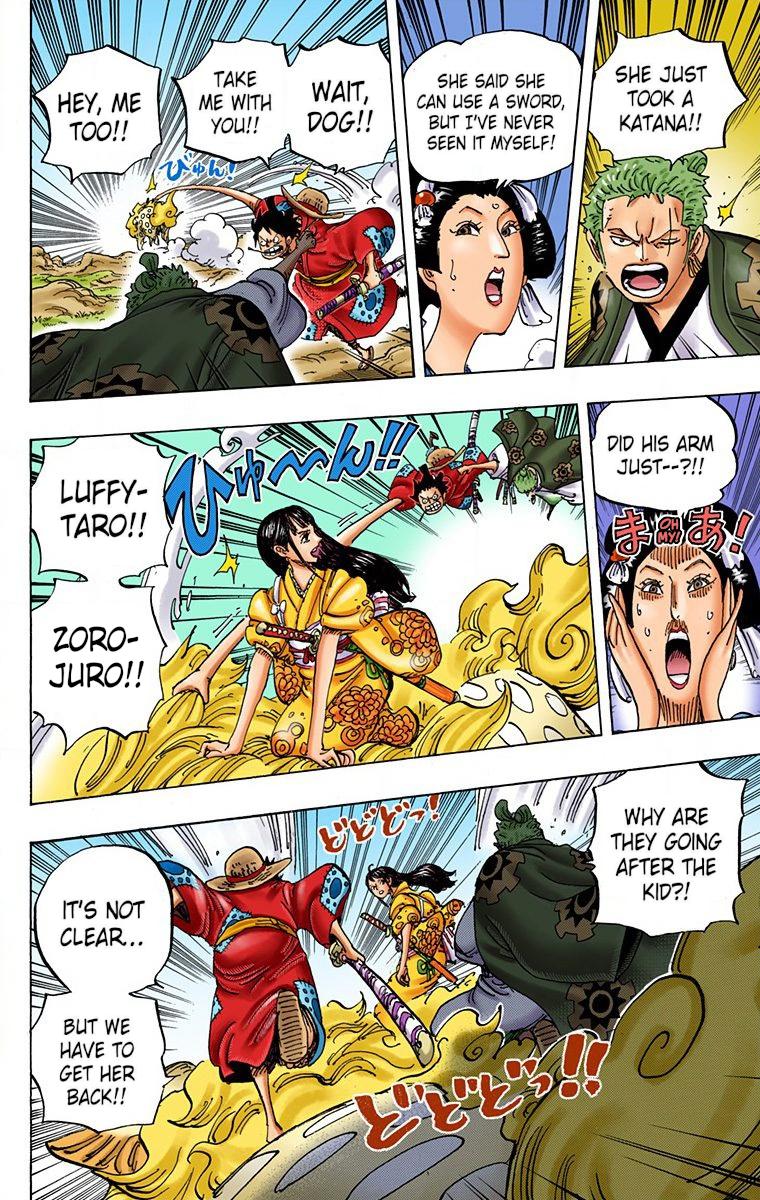 SHE JUST
TOOK A
KATANA!!
SHE SAID SHE
CAN USE A SWORD,
BUT I'VE NEVER
SEEN IT MYSELF!
WAIT,
DOG!!
TAKE
ME WITH
YOU!!
HEY, ME
TOO!!
びゅん!
DID HIS ARM
JUST--?!!
まあ!
OH
MY!
びゅ〜ん!!
LUFFY-
TARO!!
ZORO-
JURO!!
WHY ARE
THEY GOING
AFTER THE
KID?!
どどどっ!
IT'S NOT
CLEAR...
BUT WE
HAVE TO
GET HER
BACK!!
どどどっ!!